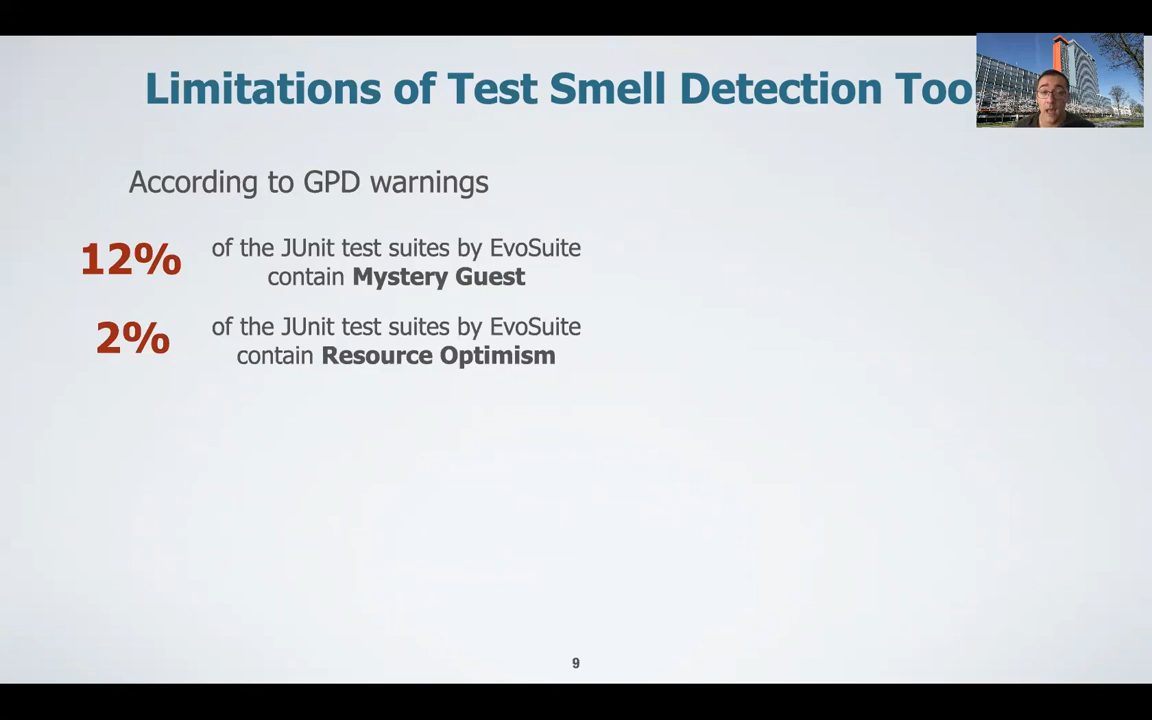 Limitations of Test Smell Detection Too
According to GPD warnings
12%
of the JUnit test suites by EvoSuite
contain Mystery Guest
2%
of the JUnit test suites by EvoSuite
contain Resource Optimism
9